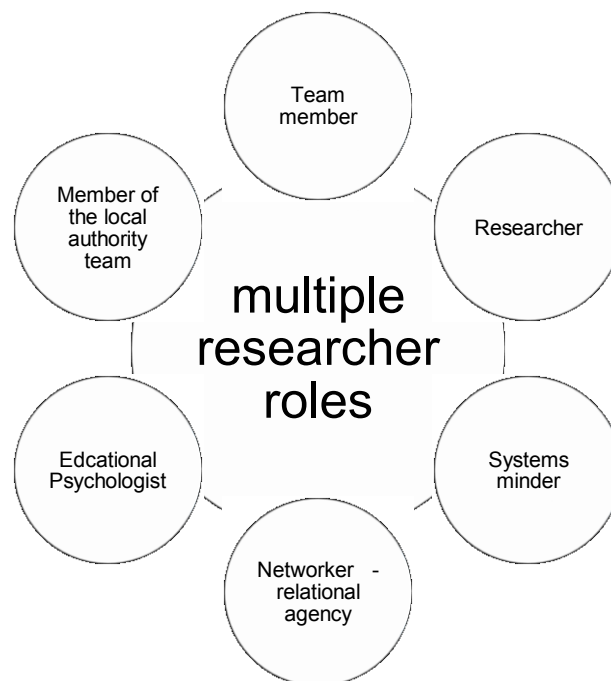 Team
member
Researcher
Systems
minder
Networker -
relational
agency
Edcational
Psychologist
Member of
the local
authority
team
multiple
researcher
roles